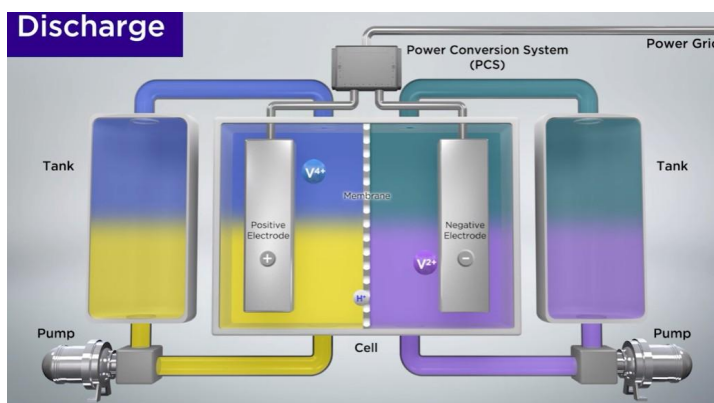 Discharge
Power Conversion System
(PCS)
Power Grid
Tank
Tank
V4+
Membrane
Positive
Electrode
+
Negative
Electrode
−
V2+
H+
Pump
Pump
Cell